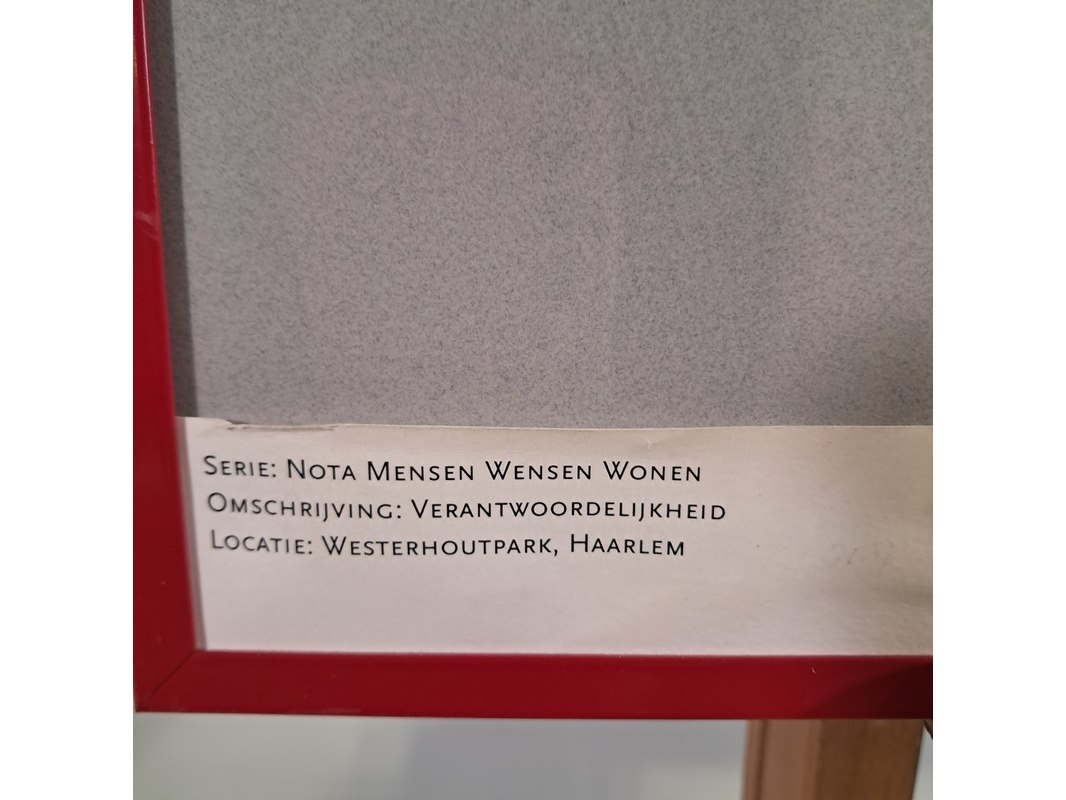 Serie: Nota Mensen Wensen Wonen
Omschrijving: Verantwoordelijkheid
Locatie: Westerhoutpark, Haarlem